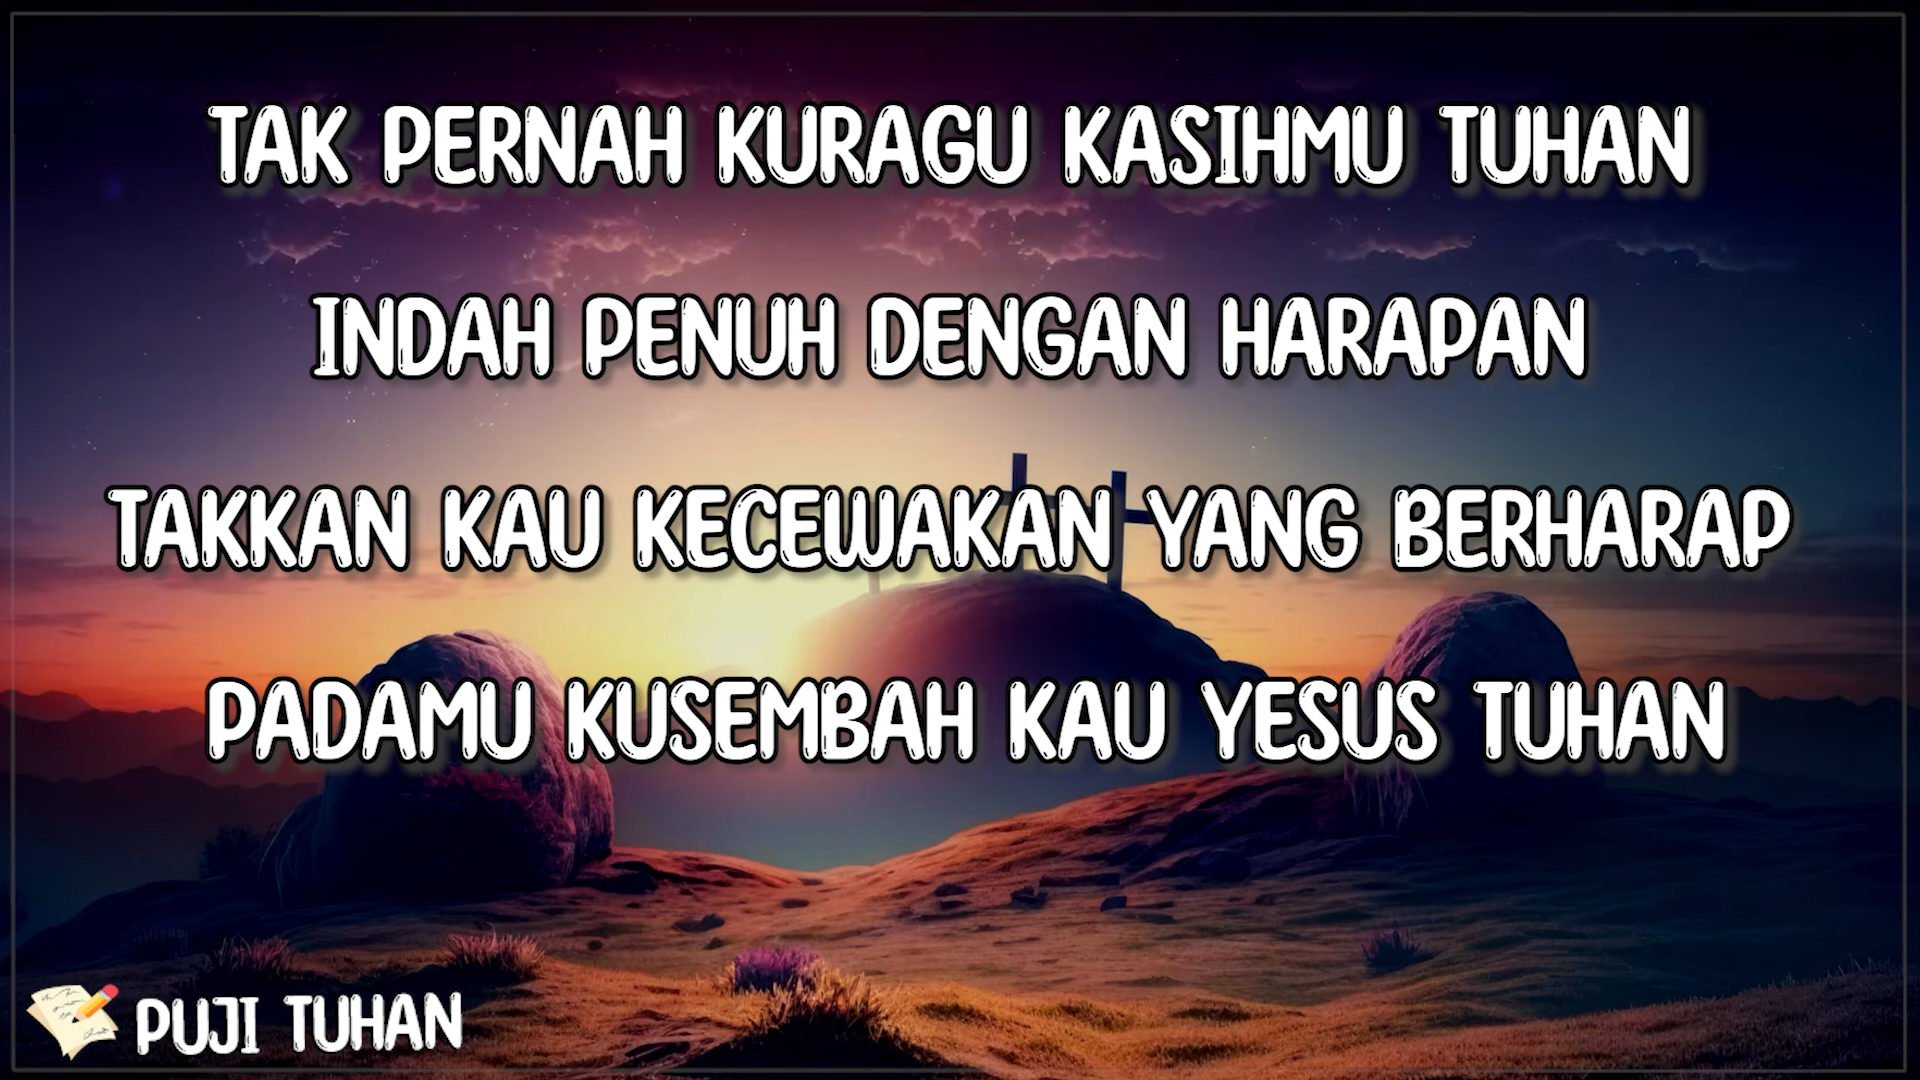 TAK PERNAH KURAGU KASIHMU TUHAN
INDAH PENUH DENGAN HARAPAN
TAKKAN KAU KECEWAKAN YANG BERHARAP
PADAMU KUSEMBAH KAU YESUS TUHAN
PUJI TUHAN